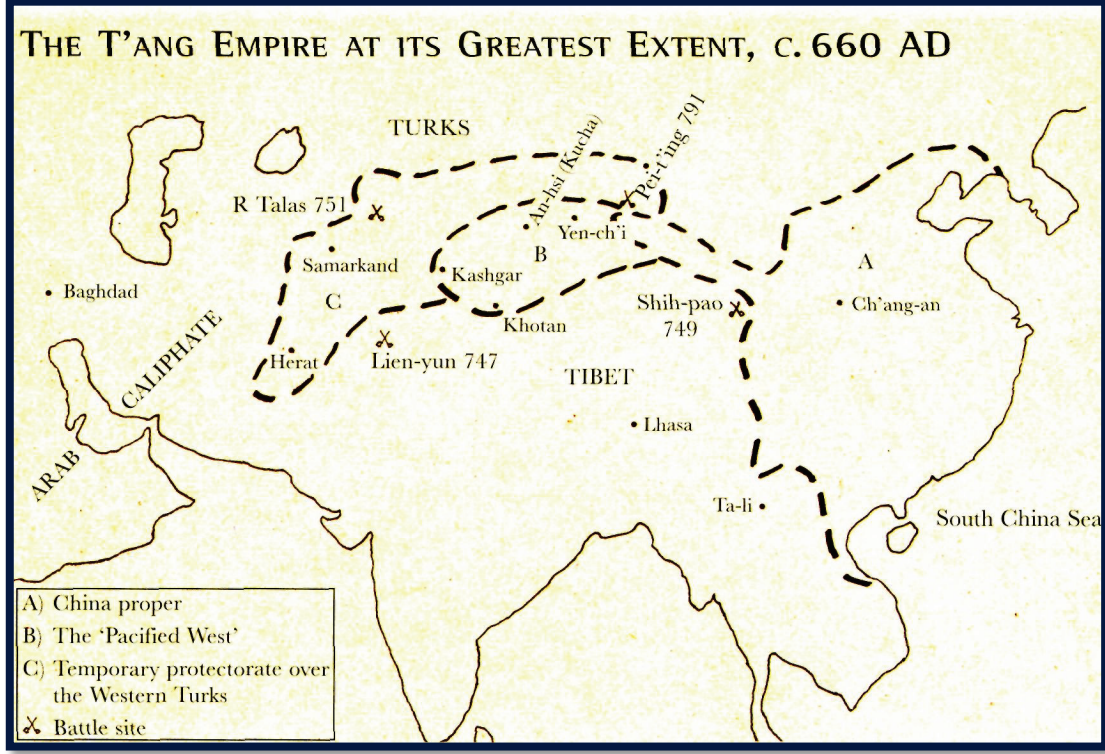 THE T'ANG EMPIRE AT ITS GREATEST EXTENT, C. 660 AD
TURKS
An-hsi (Kucha)
Pei-t'ing 791
R Talas 751
Yen-ch'i
Samarkand
B
A
Kashgar
Baghdad
C
Shih-pao
749
Ch'ang-an
Khotan
Herat
Lien-yun 747
CALIPHATE
TIBET
Lhasa
ARAB
Ta-li
South China Sea
A) China proper
B) The 'Pacified West'
C) Temporary protectorate over
the Western Turks
Battle site